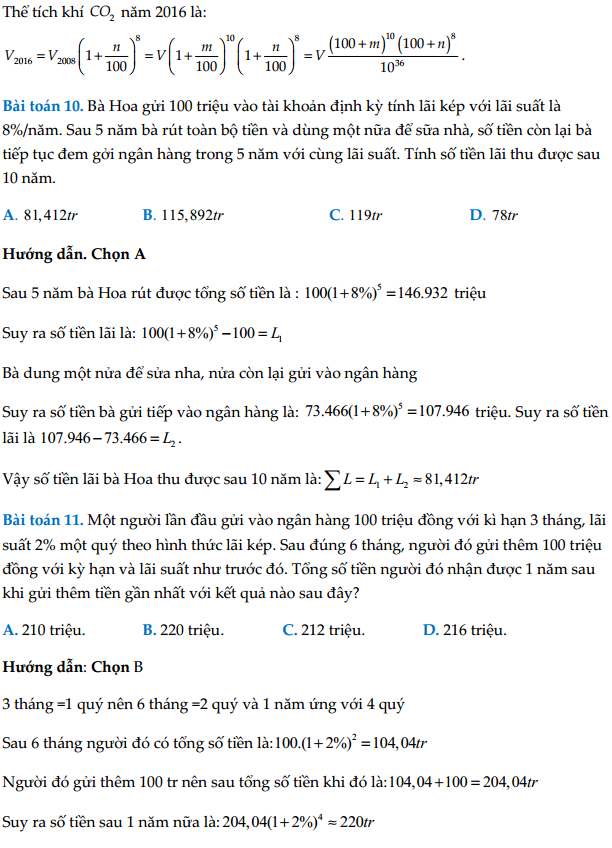 Thể tích khí CO₂ năm 2016 là:
V₂₀₁₆ = V₂₀₀₈(1+n/100)⁸ = V(1+m/100)¹⁰(1+n/100)⁸ = V (100+m)¹⁰(100+n)⁸/10³⁶ .
Bài toán 10. Bà Hoa gửi 100 triệu vào tài khoản định kỳ tính lãi kép với lãi suất là
8%/năm. Sau 5 năm bà rút toàn bộ tiền và dùng một nữa để sữa nhà, số tiền còn lại bà
tiếp tục đem gởi ngân hàng trong 5 năm với cùng lãi suất. Tính số tiền lãi thu được sau
10 năm.
A. 81,412tr B. 115,892tr C. 119tr D. 78tr
Hướng dẫn. Chọn A
Sau 5 năm bà Hoa rút được tổng số tiền là : 100(1+8%)⁵ = 146.932 triệu
Suy ra số tiền lãi là: 100(1+8%)⁵ − 100 = L₁
Bà dung một nửa để sửa nha, nửa còn lại gửi vào ngân hàng
Suy ra số tiền bà gửi tiếp vào ngân hàng là: 73.466(1+8%)⁵ = 107.946 triệu. Suy ra số tiền
lãi là 107.946 − 73.466 = L₂ .
Vậy số tiền lãi bà Hoa thu được sau 10 năm là: ∑L = L₁ + L₂ ≈ 81,412tr
Bài toán 11. Một người lần đầu gửi vào ngân hàng 100 triệu đồng với kì hạn 3 tháng, lãi
suất 2% một quý theo hình thức lãi kép. Sau đúng 6 tháng, người đó gửi thêm 100 triệu
đồng với kỳ hạn và lãi suất như trước đó. Tổng số tiền người đó nhận được 1 năm sau
khi gửi thêm tiền gần nhất với kết quả nào sau đây?
A. 210 triệu. B. 220 triệu. C. 212 triệu. D. 216 triệu.
Hướng dẫn: Chọn B
3 tháng =1 quý nên 6 tháng =2 quý và 1 năm ứng với 4 quý
Sau 6 tháng người đó có tổng số tiền là: 100.(1+2%)² = 104,04tr
Người đó gửi thêm 100 tr nên sau tổng số tiền khi đó là: 104,04+100 = 204,04tr
Suy ra số tiền sau 1 năm nữa là: 204,04(1+2%)⁴ ≈ 220tr